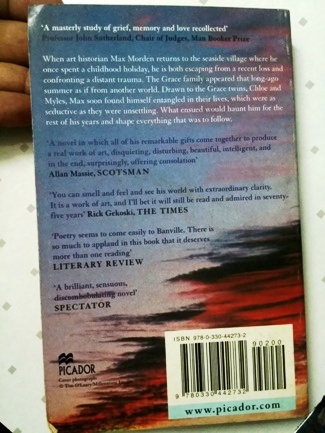 'A masterly study of grief, memory and love recollected'
Professor John Sutherland, Chair of Judges, Man Booker Prize
When art historian Max Morden returns to the seaside village where he
once spent a childhood holiday, he is both escaping from a recent loss and
confronting a distant trauma. The Grace family appeared that long-ago
summer as if from another world. Drawn to the Grace twins, Chloe and
Myles, Max soon found himself entangled in their lives, which were as
seductive as they were unsettling. What ensued would haunt him for the
rest of his years and shape everything that was to follow.
'A novel in which all of his remarkable gifts come together to produce
a real work of art, disquieting, disturbing, beautiful, intelligent, and
in the end, surprisingly, offering consolation'
Allan Massie, SCOTSMAN
'You can smell and feel and see his world with extraordinary clarity.
It is a work of art, and I'll bet it will still be read and admired in seventy-
five years' Rick Gekoski, THE TIMES
'Poetry seems to come easily to Banville. There is
so much to applaud in this book that it deserves
more than one reading'
LITERARY REVIEW
'A brilliant, sensuous,
discombobulating novel'
SPECTATOR
PICADOR
Cover photograph:
ISBN 978-0-330-44273-2
90200
9 780330 442732
www.picador.com